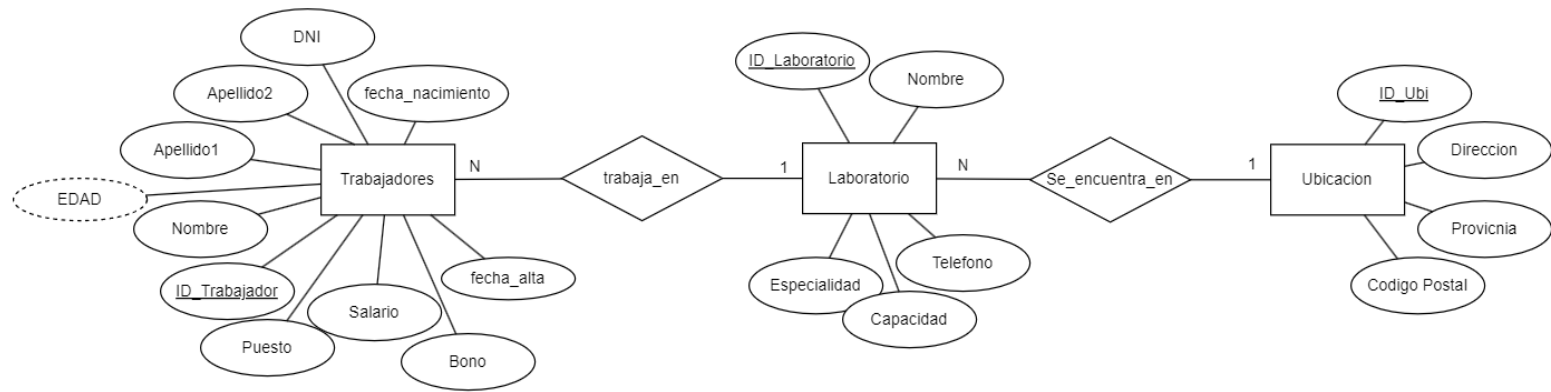 DNI
ID_Laboratorio
Nombre
Apellido2
fecha_nacimiento
ID_Ubi
Apellido1
Direccion
Trabajadores
N
trabaja_en
1
Laboratorio
N
Se_encuentra_en
1
Ubicacion
EDAD
Nombre
Provicnia
ID_Trabajador
fecha_alta
Especialidad
Telefono
Codigo Postal
Salario
Capacidad
Puesto
Bono